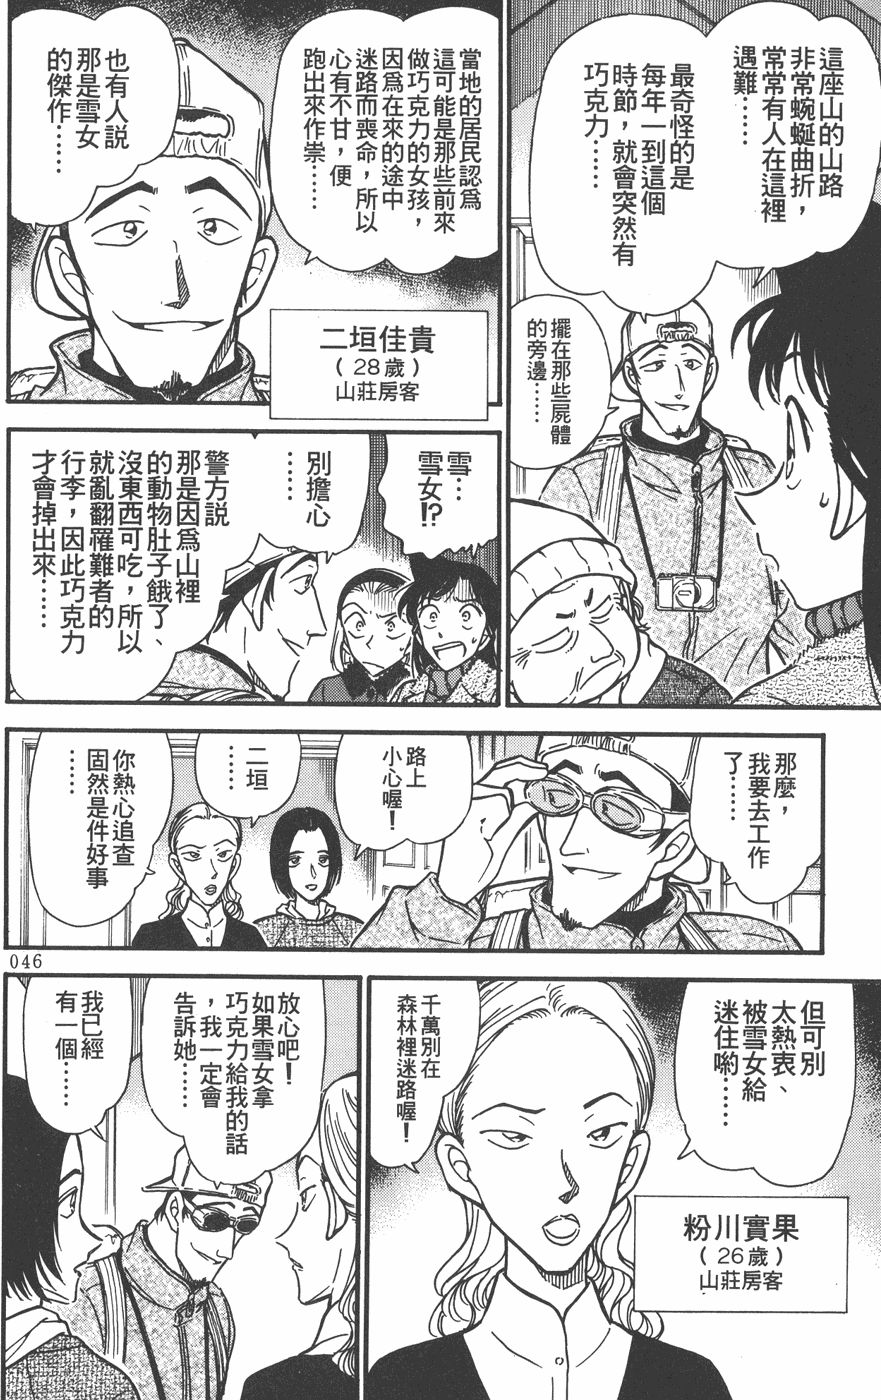 這座山的山路
非常蜿蜒曲折，
常常有人在這裡
遇難……
最奇怪的是
每年一到這個
時節，就會突然有
巧克力……
擺在那些屍體
的旁邊……
當地的居民認爲
這可能是那些前來
做巧克力的女孩，
因爲在來的途中
迷路而喪命，所以
心有不甘，便
跑出來作祟……
也有人説
那是雪女
的傑作……
二垣佳貴
（28歲）
山莊房客
雪…
雪女!?
別擔心
……
警方說
那是因爲山裡
的動物肚子餓了、
沒東西可吃，所以
就亂翻罹難者的
行李，因此巧克力
才會掉出來……
那麼，
我要去工作
了……
路上
小心喔！
二垣
……
你熱心追查
固然是件好事
……
046
但可別
太熱衷、
被雪女給
迷住喲……
千萬別在
森林裡迷路喔！
粉川實果
（26歲）
山莊房客
放心吧！
如果雪女拿
巧克力給我的話
，我一定會
告訴她……
我已經
有一個……